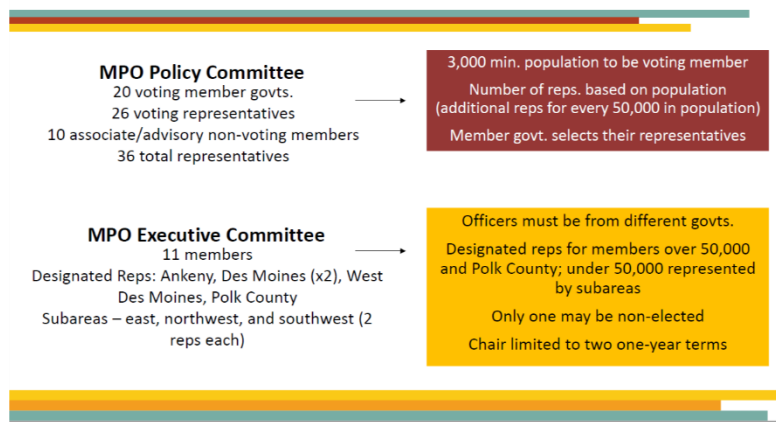 MPO Policy Committee
20 voting member govts.
26 voting representatives
10 associate/advisory non-voting members
36 total representatives
3,000 min. population to be voting member
Number of reps. based on population
(additional reps for every 50,000 in population)
Member govt. selects their representatives
MPO Executive Committee
11 members
Designated Reps: Ankeny, Des Moines (x2), West
Des Moines, Polk County
Subareas – east, northwest, and southwest (2
reps each)
Officers must be from different govts.
Designated reps for members over 50,000
and Polk County; under 50,000 represented
by subareas
Only one may be non-elected
Chair limited to two one-year terms